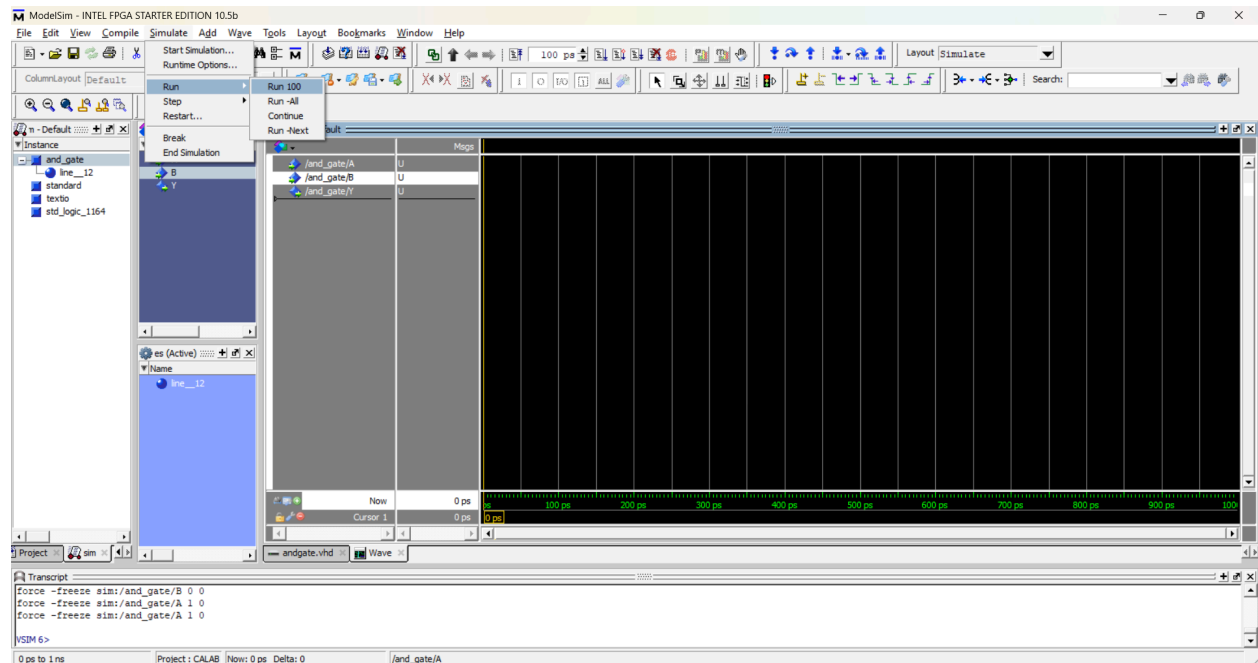 ModelSim - INTEL FPGA STARTER EDITION 10.5b
File Edit View Compile Simulate Add Wave Tools Layout Bookmarks Window Help
100 ps
Layout Simulate
ColumnLayout Default
Search:
Start Simulation...
Runtime Options...
Run
Step
Restart...
Break
End Simulation
Run 100
Run -All
Continue
Run -Next
m - Default
Instance
and_gate
line__12
standard
textio
std_logic_1164
B
Y
es (Active)
Name
line__12
ault
Msgs
/and_gate/A U
/and_gate/B U
/and_gate/Y U
Now 0 ps
Cursor 1 0 ps
ps 100 ps 200 ps 300 ps 400 ps 500 ps 600 ps 700 ps 800 ps 900 ps 100
0 ps
Project sim
andgate.vhd Wave
Transcript
force -freeze sim:/and_gate/B 0 0
force -freeze sim:/and_gate/A 1 0
force -freeze sim:/and_gate/A 1 0
VSIM 6>
0 ps to 1 ns Project : CALAB Now: 0 ps Delta: 0 /and_gate/A